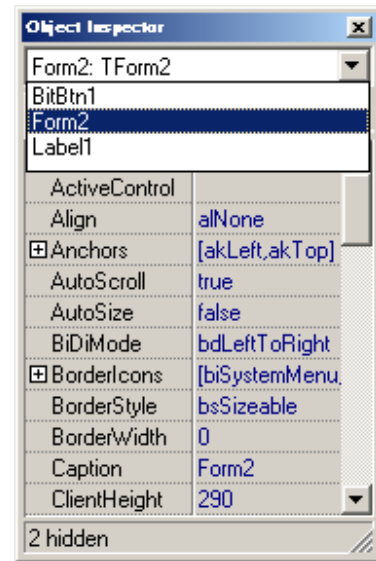 Object Inspector
Form2: TForm2
BitBtn1
Form2
Label1
ActiveControl
Align alNone
Anchors [akLeft,akTop]
AutoScroll true
AutoSize false
BiDiMode bdLeftToRight
BorderIcons [biSystemMenu,
BorderStyle bsSizeable
BorderWidth 0
Caption Form2
ClientHeight 290
2 hidden